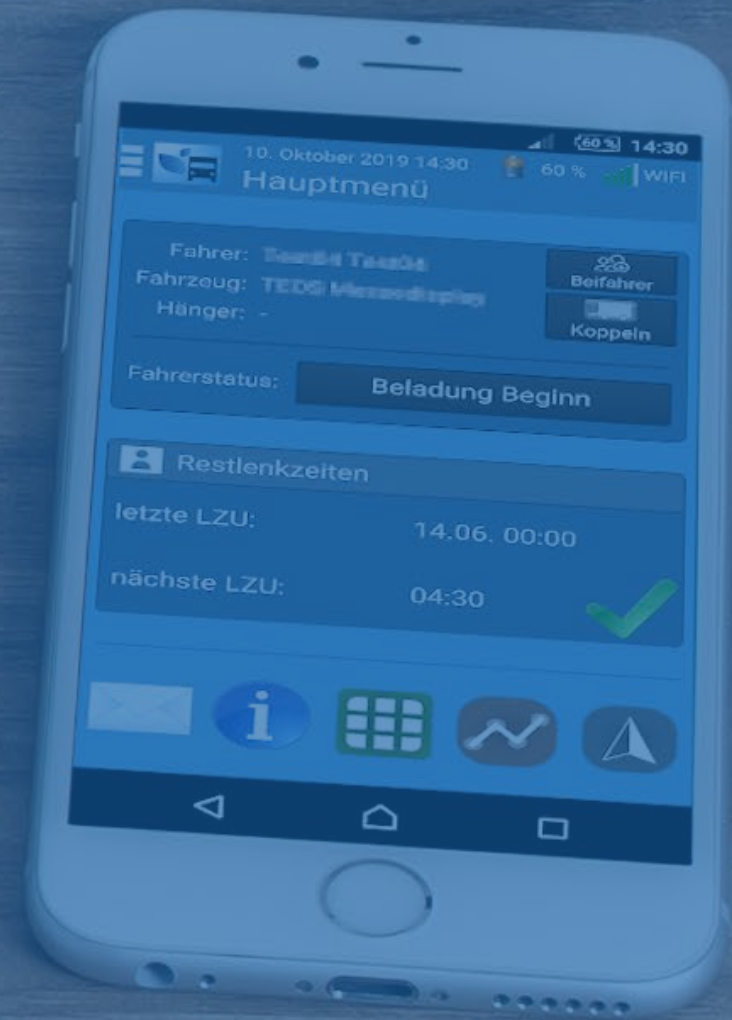 60 % 14:30
10. Oktober 2019 14:30 60 % WIFI
Hauptmenü
Fahrer:
Beifahrer
Fahrzeug:
Hänger: -
Koppeln
Fahrerstatus: Beladung Beginn
Restlenkzeiten
letzte LZU: 14.06. 00:00
nächste LZU: 04:30
i